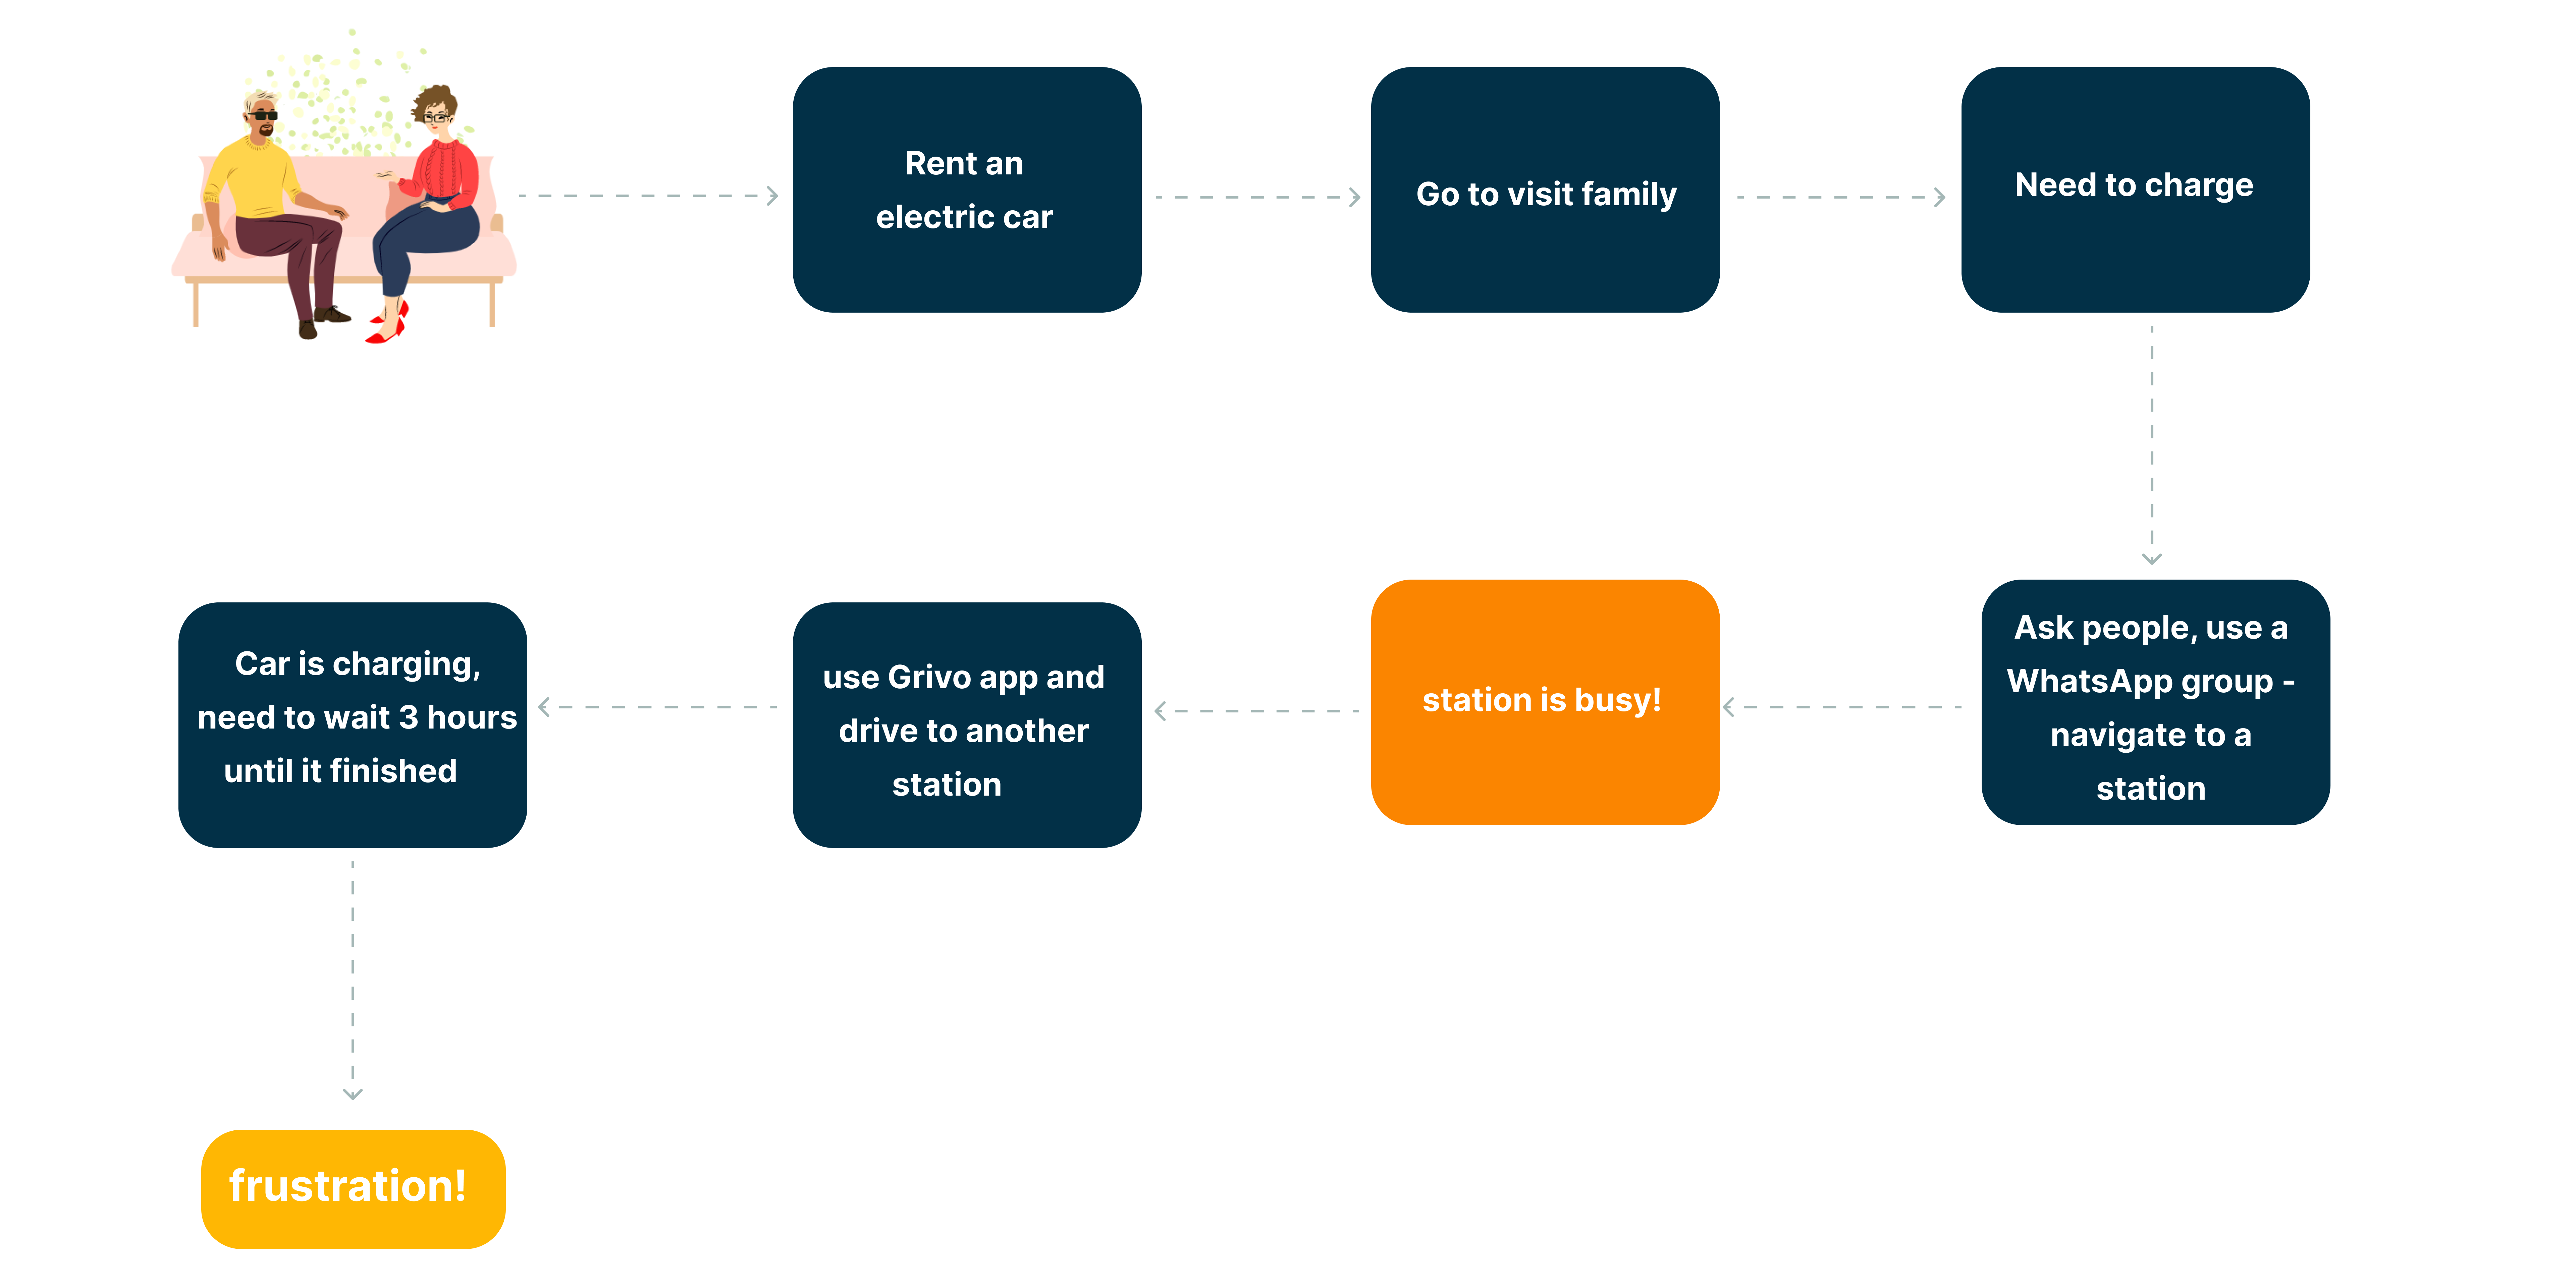 Rent an
electric car
Go to visit family
Need to charge
Ask people, use a
WhatsApp group -
navigate to a
station
station is busy!
use Grivo app and
drive to another
station
Car is charging,
need to wait 3 hours
until it finished
frustration!